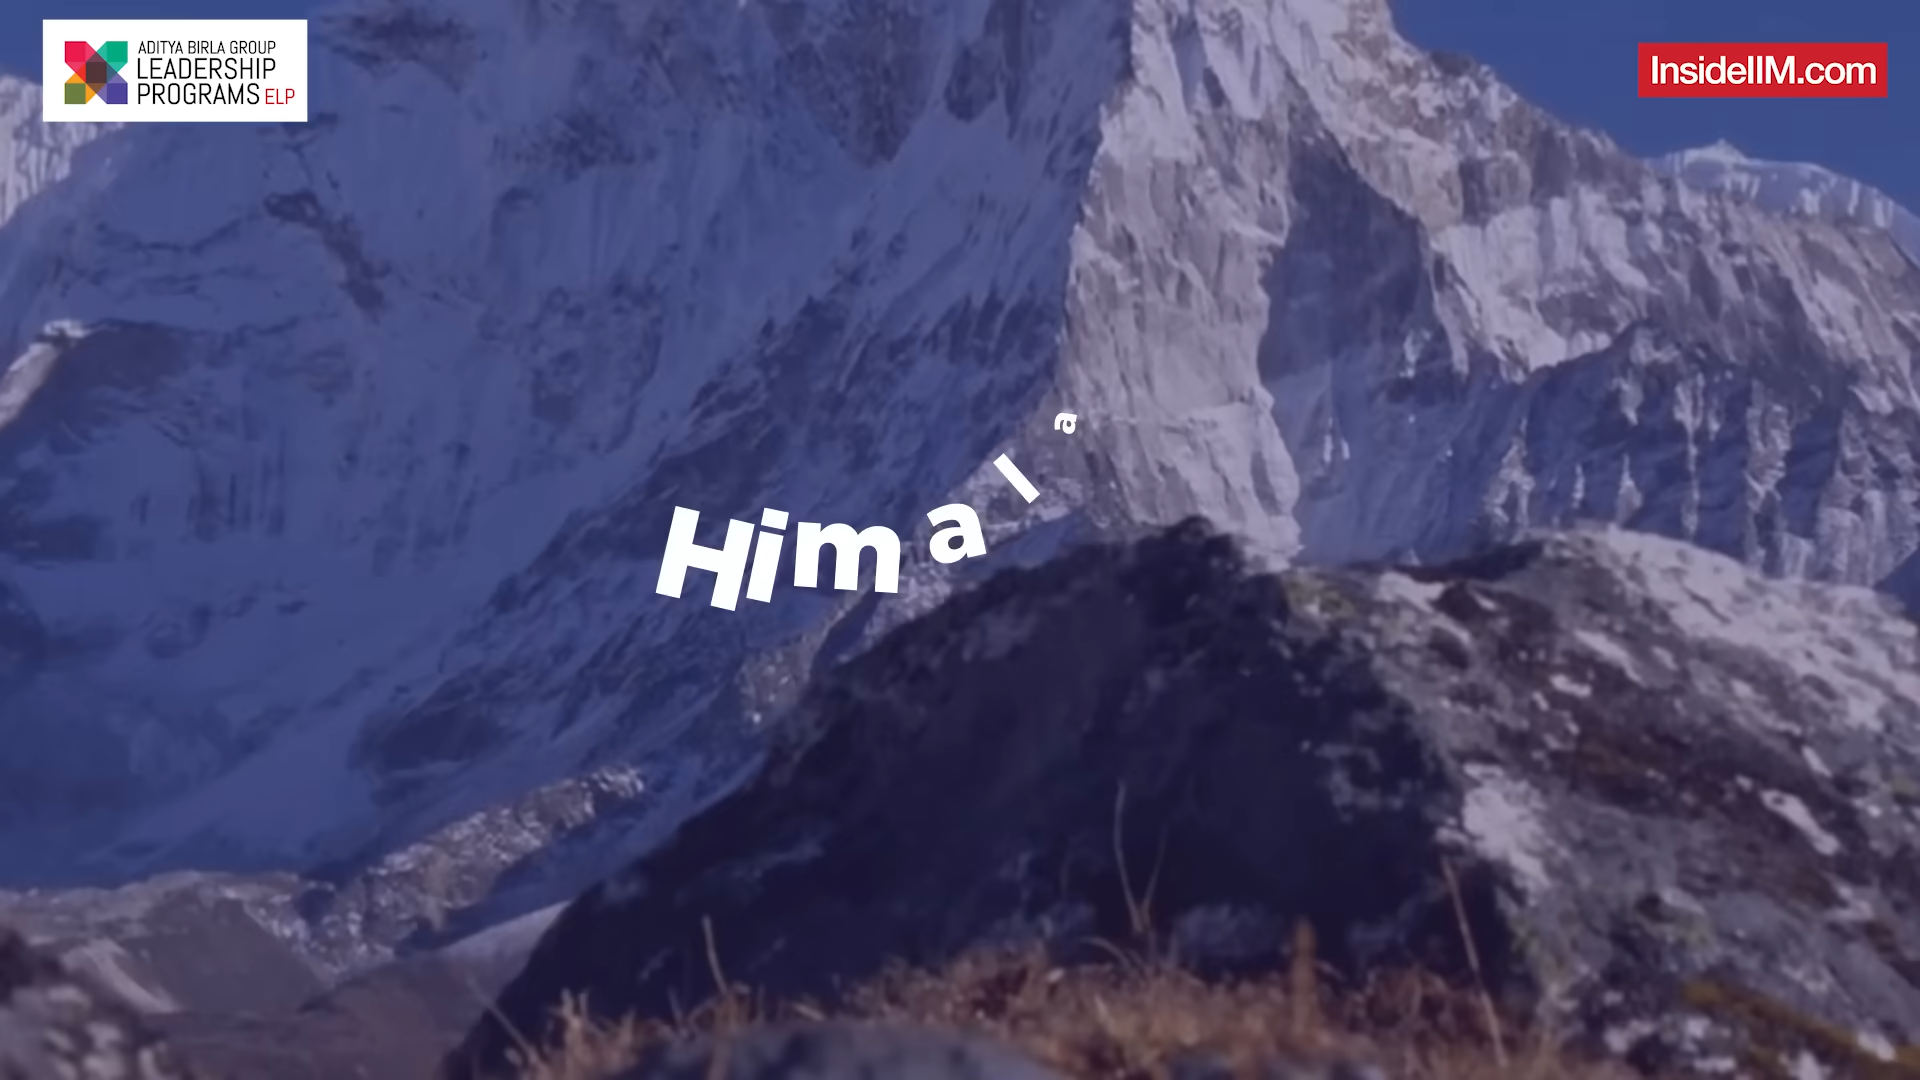 ADITYA BIRLA GROUP
LEADERSHIP
PROGRAMS ELP
InsideIIM.com
Himala